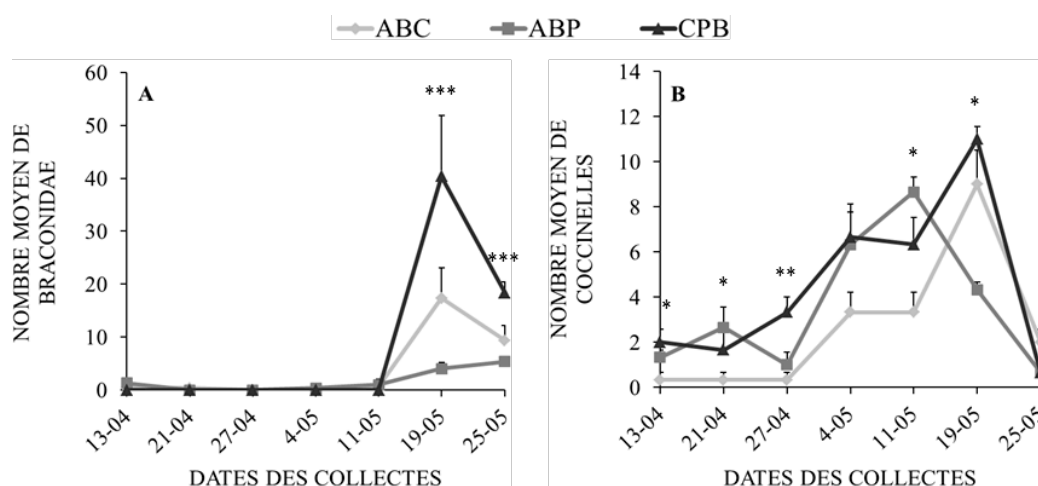 ABC ABP CPB
A
NOMBRE MOYEN DE
BRACONIDAE
60
50
40
30
20
10
0
***
***
13-04 21-04 27-04 4-05 11-05 19-05 25-05
DATES DES COLLECTES
B
NOMBRE MOYEN DE
COCCINELLES
14
12
10
8
6
4
2
0
* * ** * *
13-04 21-04 27-04 4-05 11-05 19-05 25-05
DATES DES COLLECTES